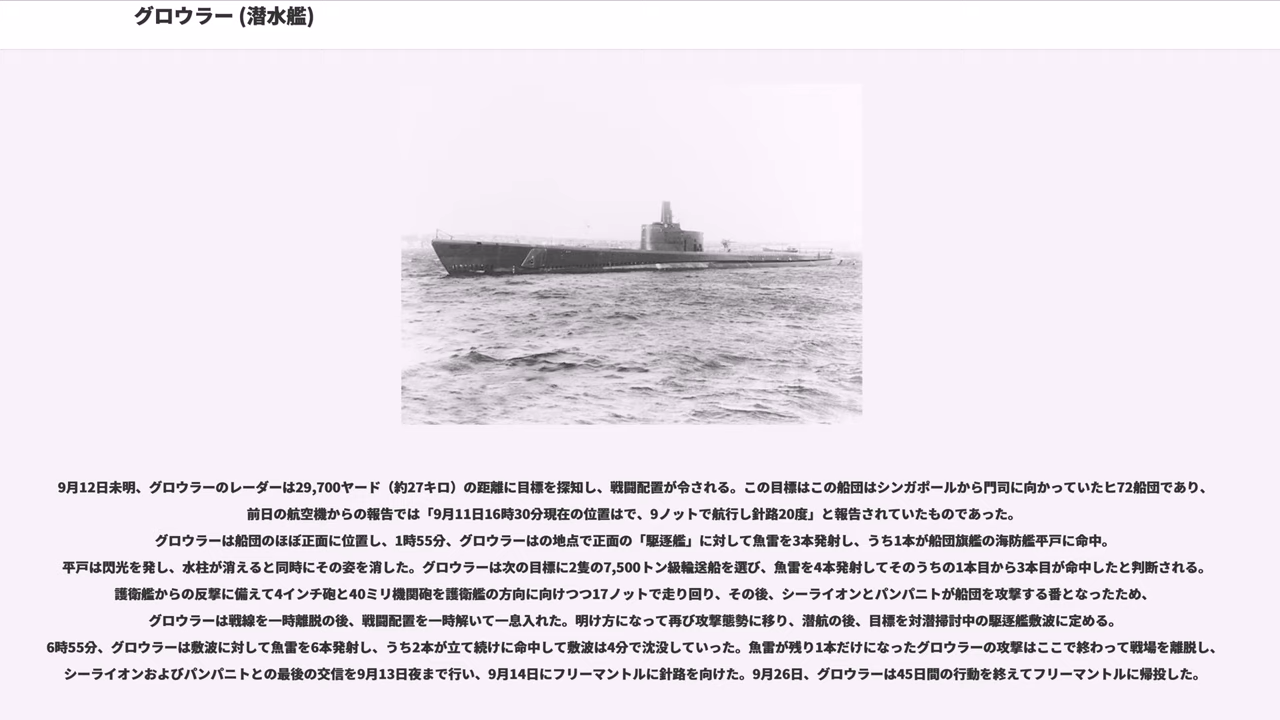 グロウラー (潜水艦)
9月12日未明、グロウラーのレーダーは29,700ヤード（約27キロ）の距離に目標を探知し、戦闘配置が令される。この目標はこの船団はシンガポールから門司に向かっていたヒ72船団であり、
前日の航空機からの報告では「9月11日16時30分現在の位置はで、9ノットで航行し針路20度」と報告されていたものであった。
グロウラーは船団のほぼ正面に位置し、1時55分、グロウラーはの地点で正面の「駆逐艦」に対して魚雷を3本発射し、うち1本が船団旗艦の海防艦平戸に命中。
平戸は閃光を発し、水柱が消えると同時にその姿を消した。グロウラーは次の目標に2隻の7,500トン級輸送船を選び、魚雷を4本発射してそのうちの1本目から3本目が命中したと判断される。
護衛艦からの反撃に備えて4インチ砲と40ミリ機関砲を護衛艦の方向に向けつつ17ノットで走り回り、その後、シーライオンとパンパニトが船団を攻撃する番となったため、
グロウラーは戦線を一時離脱の後、戦闘配置を一時解いて一息入れた。明け方になって再び攻撃態勢に移り、潜航の後、目標を対潜掃討中の駆逐艦敷波に定める。
6時55分、グロウラーは敷波に対して魚雷を6本発射し、うち2本が立て続けに命中して敷波は4分で沈没していった。魚雷が残り1本だけになったグロウラーの攻撃はここで終わって戦場を離脱し、
シーライオンおよびパンパニトとの最後の交信を9月13日夜まで行い、9月14日にフリーマントルに針路を向けた。9月26日、グロウラーは45日間の行動を終えてフリーマントルに帰投した。